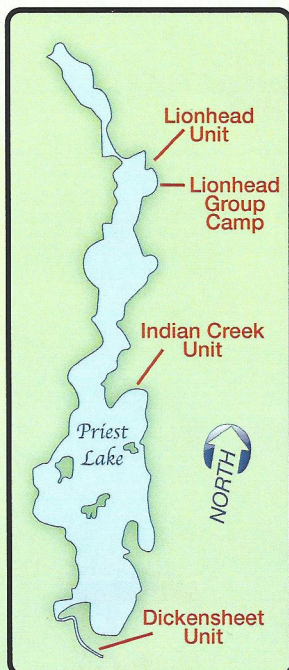 Lionhead
Unit
Lionhead
Group
Camp
Indian Creek
Unit
Priest
Lake
NORTH
Dickensheet
Unit